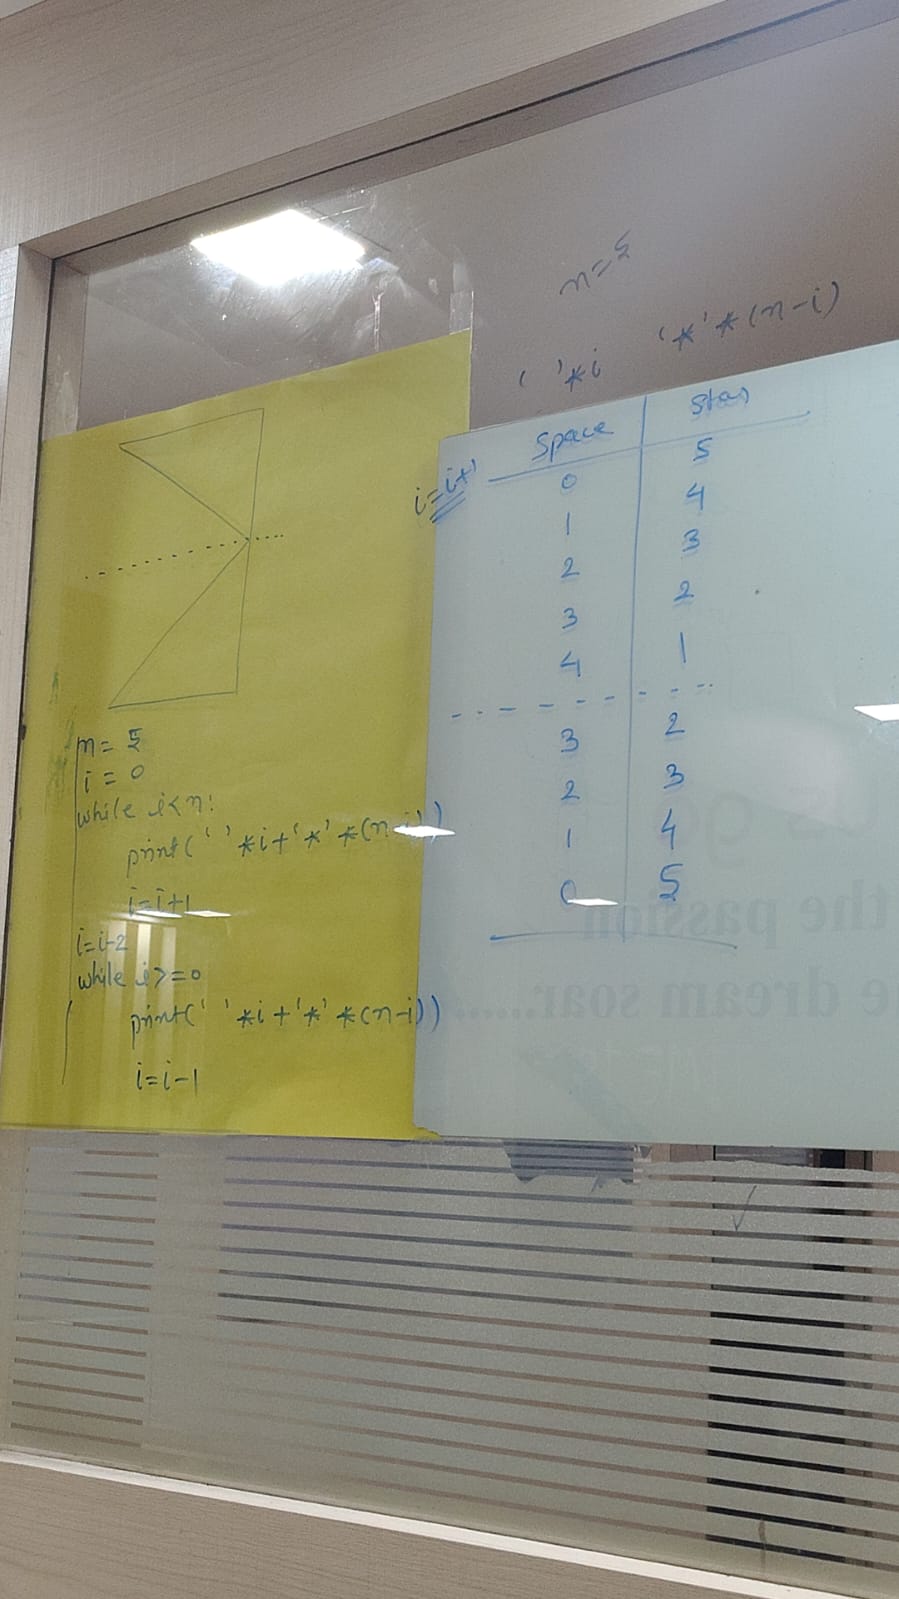 n=5
' '*i '*'*(n-i)
Space Star
i=i+1
0 5
1 4
2 3
3 2
4 1
3 2
2 3
1 4
0 5
n = 5
i = 0
while i<n:
print(' '*i+'*'*(n-i))
i=i+1
i=i-2
while i>=0
print(' '*i+'*'*(n-i))
i=i-1
the passion
dream soar......